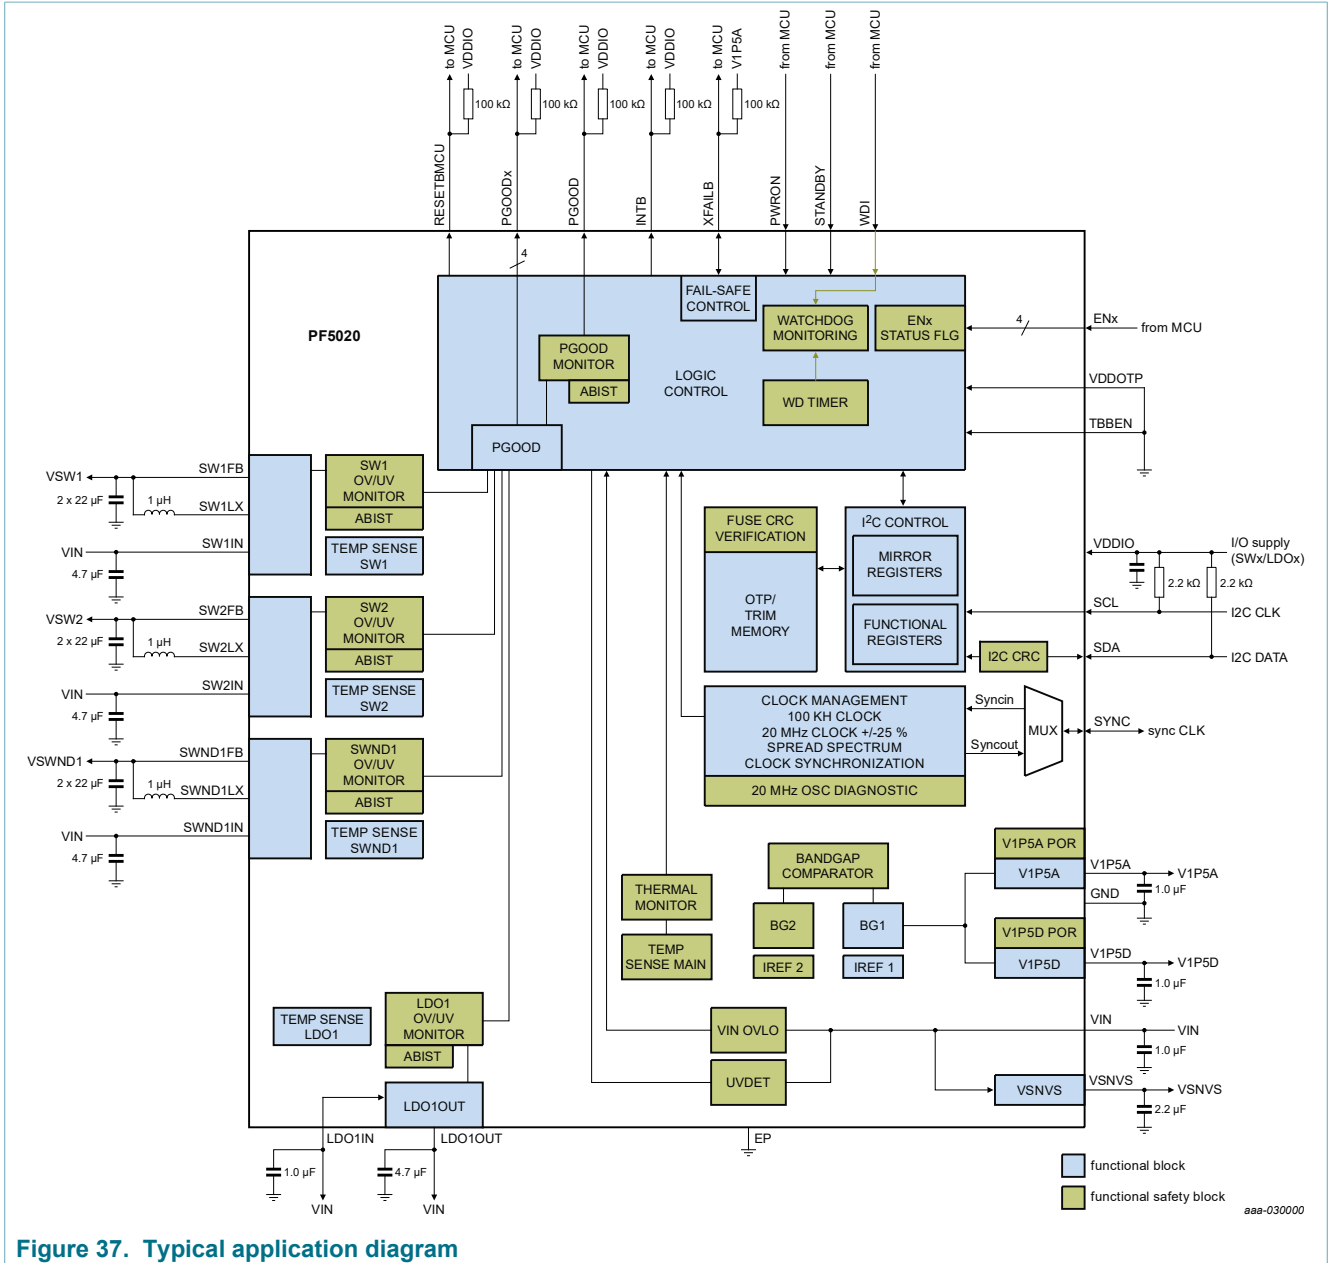 to MCU
VDDIO
to MCU
VDDIO
to MCU
VDDIO
to MCU
VDDIO
to MCU
V1P5A
from MCU
from MCU
from MCU
100 kΩ
100 kΩ
100 kΩ
100 kΩ
100 kΩ
RESETBMCU
PGOODx
PGOOD
INTB
XFAILB
PWRON
STANDBY
WDI
4
PF5020
FAIL-SAFE
CONTROL
WATCHDOG
MONITORING
ENx
STATUS FLG
4
ENx
from MCU
PGOOD
MONITOR
ABIST
LOGIC
CONTROL
WD TIMER
VDDOTP
TBBEN
PGOOD
VSW1
SW1FB
2 x 22 µF
1 µH
SW1LX
VIN
SW1IN
4.7 µF
SW1
OV/UV
MONITOR
ABIST
TEMP SENSE
SW1
VSW2
SW2FB
2 x 22 µF
1 µH
SW2LX
VIN
SW2IN
4.7 µF
SW2
OV/UV
MONITOR
ABIST
TEMP SENSE
SW2
VSWND1
SWND1FB
2 x 22 µF
1 µH
SWND1LX
VIN
SWND1IN
4.7 µF
SWND1
OV/UV
MONITOR
ABIST
TEMP SENSE
SWND1
FUSE CRC
VERIFICATION
OTP/
TRIM
MEMORY
I2C CONTROL
MIRROR
REGISTERS
FUNCTIONAL
REGISTERS
I2C CRC
VDDIO
I/O supply
(SWx/LDOx)
2.2 kΩ
2.2 kΩ
SCL
I2C CLK
SDA
I2C DATA
CLOCK MANAGEMENT
100 KH CLOCK
20 MHz CLOCK +/-25 %
SPREAD SPECTRUM
CLOCK SYNCHRONIZATION
20 MHz OSC DIAGNOSTIC
Syncin
Syncout
MUX
SYNC
sync CLK
THERMAL
MONITOR
TEMP
SENSE MAIN
BANDGAP
COMPARATOR
BG2
BG1
IREF 2
IREF 1
V1P5A POR
V1P5A
V1P5A
V1P5A
1.0 µF
GND
V1P5D POR
V1P5D
V1P5D
V1P5D
1.0 µF
TEMP SENSE
LDO1
LDO1
OV/UV
MONITOR
ABIST
LDO1OUT
VIN OVLO
UVDET
VIN
VIN
1.0 µF
VSNVS
VSNVS
VSNVS
2.2 µF
LDO1IN
LDO1OUT
EP
1.0 µF
4.7 µF
VIN
VIN
functional block
functional safety block
aaa-030000
Figure 37. Typical application diagram